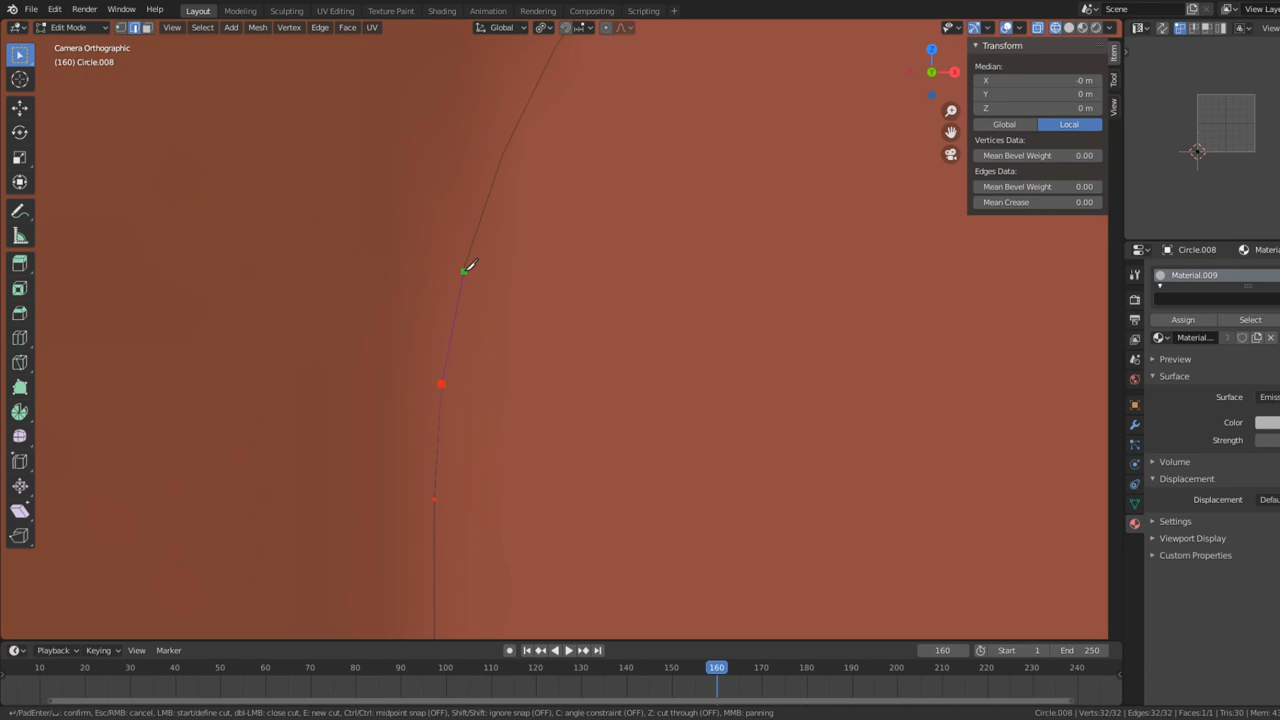 File Edit Render Window Help Layout Modeling Sculpting UV Editing Texture Paint Shading Animation Rendering Compositing Scripting Scene View Laye
Edit Mode View Select Add Mesh Vertex Edge Face UV Global View
Camera Orthographic
(160) Circle.008
Transform
Median:
X -0 m
Y 0 m
Z 0 m
Global Local
Vertices Data:
Mean Bevel Weight 0.00
Edges Data:
Mean Bevel Weight 0.00
Mean Crease 0.00
Item
Tool
View
Z
Y
X
Circle.008 Materia
Material.009
Assign Select
Material... 3
Preview
Surface
Surface Emiss
Color
Strength
Volume
Displacement
Displacement Defau
Settings
Viewport Display
Custom Properties
Playback Keying View Marker 160 Start 1 End 250
10 20 30 40 50 60 70 80 90 100 110 120 130 140 150 160 170 180 190 200 210 220 230 240
confirm, Esc/RMB: cancel, LMB: start/define cut, dbl-LMB: close cut, E: new cut, Ctrl/Ctrl: midpoint snap (OFF), Shift/Shift: ignore snap (OFF), C: angle constraint (OFF), Z: cut through (OFF), MMB: panning
Circle.008 | Verts:32/32 | Edges:32/32 | Faces:1/1 | Tris:30 | Mem: 43